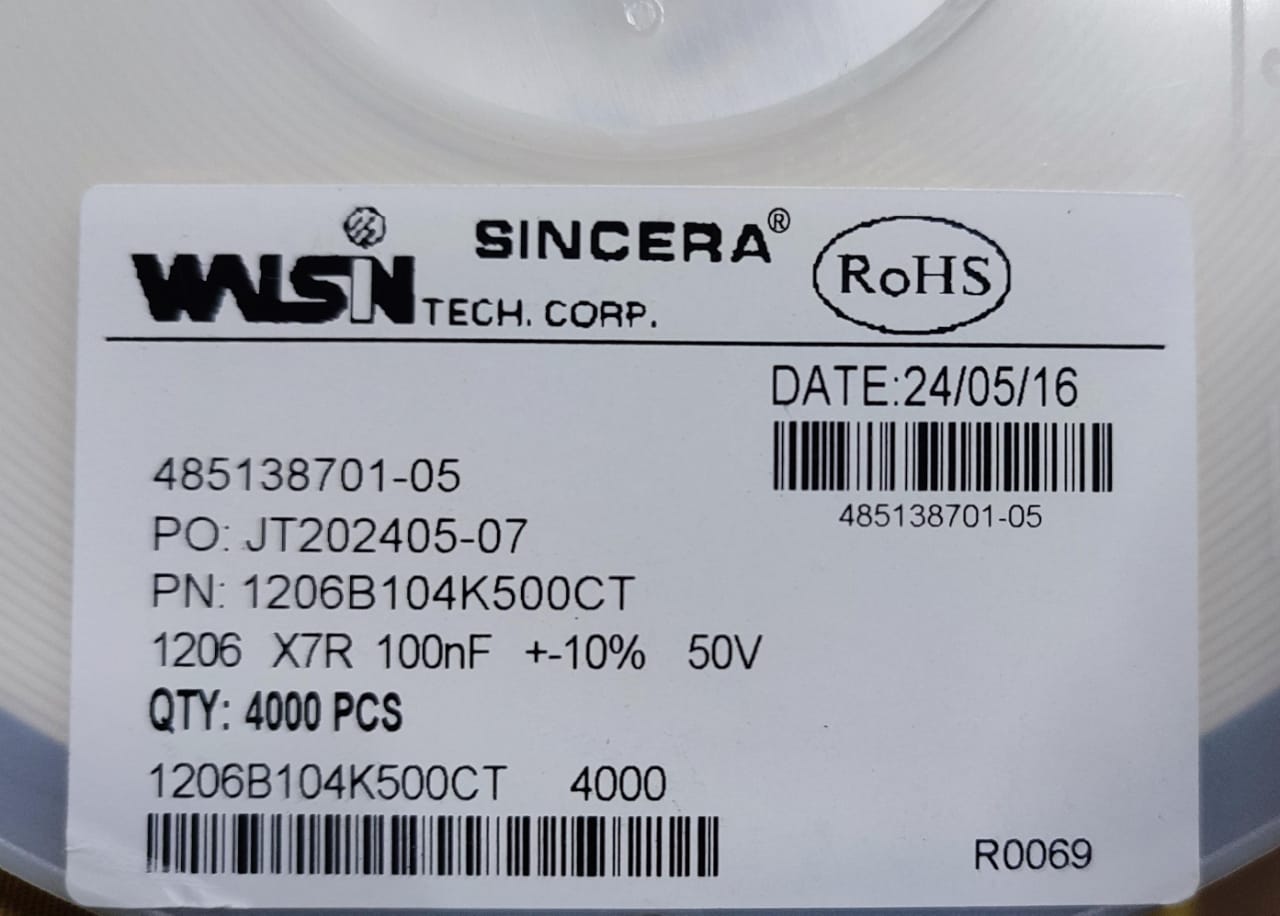 WALSIN TECH. CORP. SINCERA® RoHS
DATE:24/05/16
485138701-05
485138701-05
PO: JT202405-07
PN: 1206B104K500CT
1206 X7R 100nF +-10% 50V
QTY: 4000 PCS
1206B104K500CT 4000
R0069